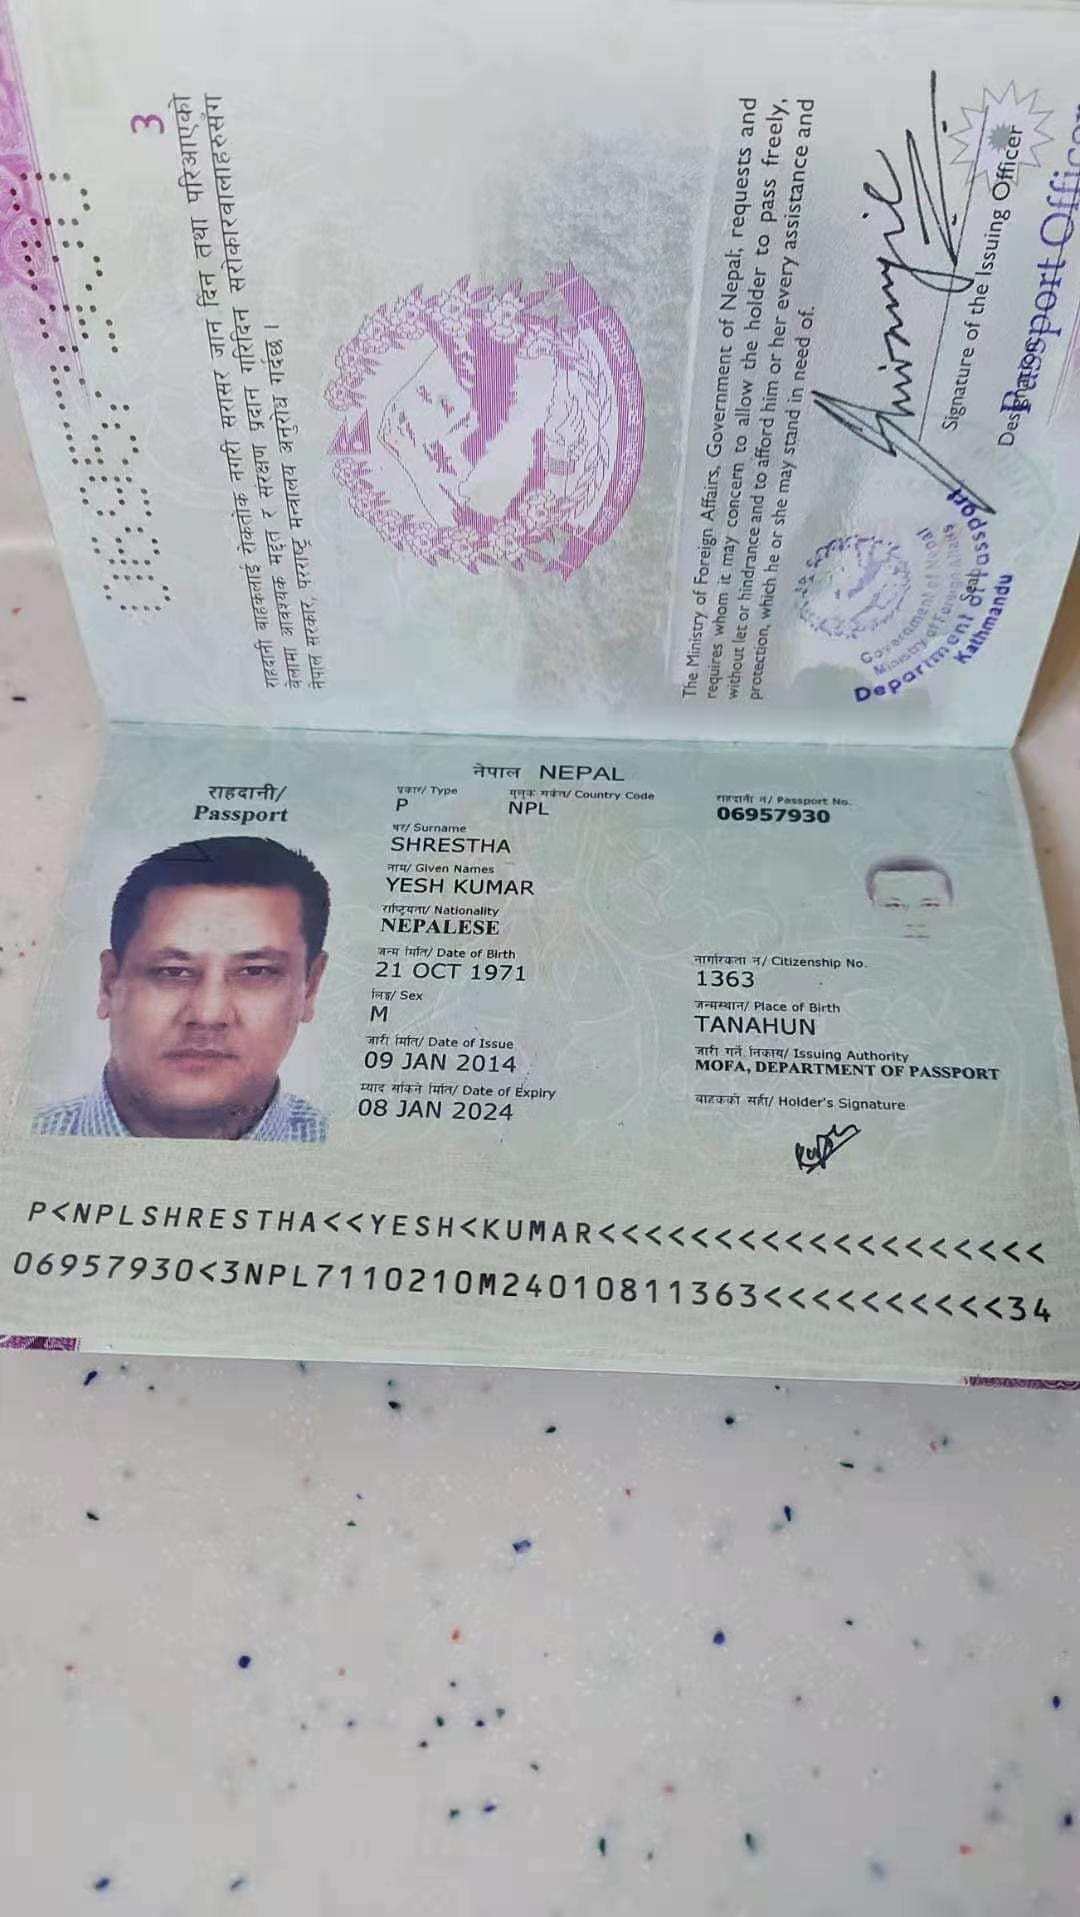 3
राहदानी बाहकलाई रोकतोक नगरी सरासर जान दिन तथा परिआएको
बेलामा आवश्यक मद्दत र संरक्षण प्रदान गरिदिन सरोकारवालाहरुसँग
नेपाल सरकार, परराष्ट्र मन्त्रालय अनुरोध गर्दछ ।
The Ministry of Foreign Affairs, Government of Nepal; requests and
requires whom it may concern to allow the holder to pass freely,
without let or hindrance and to afford him or her every assistance and
protection, which he or she may stand in need of.
Signature of the Issuing Officer
Designation
Passport Officer
Seal
Government of Nepal
Ministry of Foreign Affairs
Department of Passport
Kathmandu
नेपाल NEPAL
राहदानी/
Passport
प्रकार/ Type
P
मुलुक संकेत/ Country Code
NPL
राहदानी नं/ Passport No.
06957930
थर/ Surname
SHRESTHA
नाम/ Given Names
YESH KUMAR
राष्ट्रियता/ Nationality
NEPALESE
जन्म मिति/ Date of Birth
21 OCT 1971
नागरिकता नं/ Citizenship No.
1363
लिङ्ग/ Sex
M
जन्मस्थान/ Place of Birth
TANAHUN
जारी मिति/ Date of Issue
09 JAN 2014
जारी गर्ने निकाय/ Issuing Authority
MOFA, DEPARTMENT OF PASSPORT
म्याद सकिने मिति/ Date of Expiry
08 JAN 2024
बाहकको सही/ Holder's Signature
P<NPLSHRESTHA<<YESH<KUMAR<<<<<<<<<<<<<<<<<<<
06957930<3NPL7110210M24010811363<<<<<<<<<<34